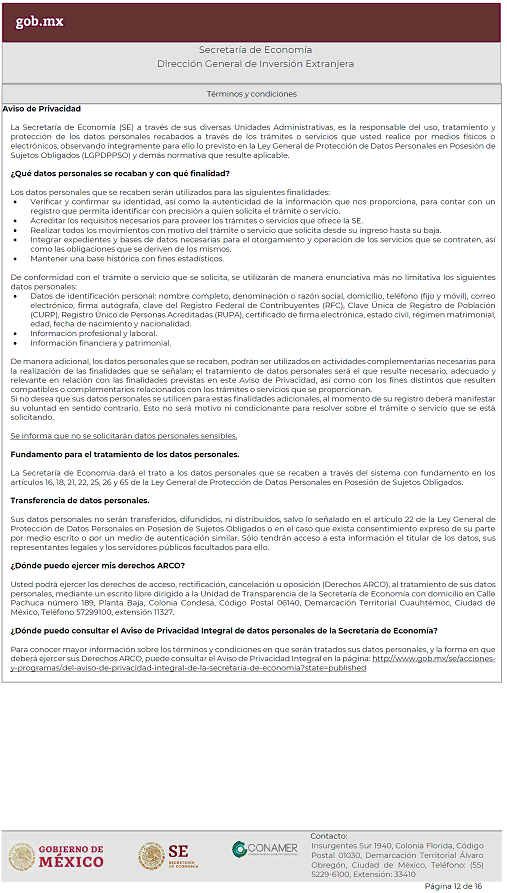 gob.mx
Secretaría de Economía
Dirección General de Inversión Extranjera
Términos y condiciones
Aviso de Privacidad
La Secretaría de Economía (SE) a través de sus diversas Unidades Administrativas, es la responsable del uso, tratamiento y
protección de los datos personales recabados a través de los trámites o servicios que usted realice por medios físicos o
electrónicos, observando íntegramente para ello lo previsto en la Ley General de Protección de Datos Personales en Posesión de
Sujetos Obligados (LGPDPPSO) y demás normativa que resulte aplicable.
¿Qué datos personales se recaban y con qué finalidad?
Los datos personales que se recaben serán utilizados para las siguientes finalidades:
• Verificar y confirmar su identidad, así como la autenticidad de la información que nos proporciona, para contar con un
registro que permita identificar con precisión a quien solicita el trámite o servicio.
• Acreditar los requisitos necesarios para proveer los trámites o servicios que ofrece la SE.
• Realizar todos los movimientos con motivo del trámite o servicio que solicita desde su ingreso hasta su baja.
• Integrar expedientes y bases de datos necesarias para el otorgamiento y operación de los servicios que se contraten, así
como las obligaciones que se deriven de los mismos.
• Mantener una base histórica con fines estadísticos.
De conformidad con el trámite o servicio que se solicita, se utilizarán de manera enunciativa más no limitativa los siguientes
datos personales:
• Datos de identificación personal: nombre completo, denominación o razón social, domicilio, teléfono (fijo y móvil), correo
electrónico, firma autógrafa, clave del Registro Federal de Contribuyentes (RFC), Clave Única de Registro de Población
(CURP), Registro Único de Personas Acreditadas (RUPA), certificado de firma electrónica, estado civil, régimen matrimonial,
edad, fecha de nacimiento y nacionalidad.
• Información profesional y laboral.
• Información financiera y patrimonial.
De manera adicional, los datos personales que se recaben, podrán ser utilizados en actividades complementarias necesarias para
la realización de las finalidades que se señalan; el tratamiento de datos personales será el que resulte necesario, adecuado y
relevante en relación con las finalidades previstas en este Aviso de Privacidad, así como con los fines distintos que resulten
compatibles o complementarios relacionados con los trámites o servicios que se proporcionan.
Si no desea que sus datos personales se utilicen para estas finalidades adicionales, al momento de su registro deberá manifestar
su voluntad en sentido contrario. Esto no será motivo ni condicionante para resolver sobre el trámite o servicio que se está
solicitando.
Se informa que no se solicitarán datos personales sensibles.
Fundamento para el tratamiento de los datos personales.
La Secretaría de Economía dará el trato a los datos personales que se recaben a través del sistema con fundamento en los
artículos 16, 18, 21, 22, 25, 26 y 65 de la Ley General de Protección de Datos Personales en Posesión de Sujetos Obligados.
Transferencia de datos personales.
Sus datos personales no serán transferidos, difundidos, ni distribuidos, salvo lo señalado en el artículo 22 de la Ley General de
Protección de Datos Personales en Posesión de Sujetos Obligados o en el caso que exista consentimiento expreso de su parte
por medio escrito o por un medio de autenticación similar. Sólo tendrán acceso a esta información el titular de los datos, sus
representantes legales y los servidores públicos facultados para ello.
¿Dónde puedo ejercer mis derechos ARCO?
Usted podrá ejercer los derechos de acceso, rectificación, cancelación u oposición (Derechos ARCO), al tratamiento de sus datos
personales, mediante un escrito libre dirigido a la Unidad de Transparencia de la Secretaría de Economía con domicilio en Calle
Pachuca número 189, Planta Baja, Colonia Condesa, Código Postal 06140, Demarcación Territorial Cuauhtémoc, Ciudad de
México, Teléfono 57299100, extensión 11327.
¿Dónde puedo consultar el Aviso de Privacidad Integral de datos personales de la Secretaría de Economía?
Para conocer mayor información sobre los términos y condiciones en que serán tratados sus datos personales, y la forma en que
deberá ejercer sus Derechos ARCO, puede consultar el Aviso de Privacidad Integral en la página: http://www.gob.mx/se/acciones-
y-programas/del-aviso-de-privacidad-integral-de-la-secretaria-de-economia?state=published
GOBIERNO DE
MÉXICO
SE
SECRETARÍA
DE ECONOMÍA
CONAMER
Contacto:
Insurgentes Sur 1940, Colonia Florida, Código
Postal 01030, Demarcación Territorial Álvaro
Obregón, Ciudad de México, Teléfono: (55)
5229-6100, Extensión: 33410
Página 12 de 16